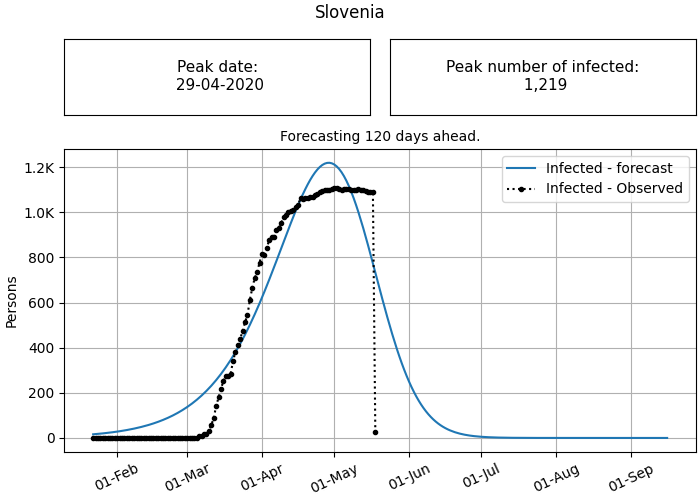 Slovenia
Peak date:
29-04-2020
Peak number of infected:
1,219
Forecasting 120 days ahead.
Infected - forecast
Infected - Observed
1.2K
1.0K
800
600
400
200
0
Persons
01-Feb
01-Mar
01-Apr
01-May
01-Jun
01-Jul
01-Aug
01-Sep